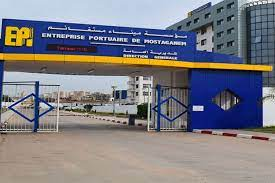 مؤسسة ميناء مستغانم
EPM
ENTREPRISE PORTUAIRE DE MOSTAGANEM
المديرية العامة
DIRECTION GENERALE